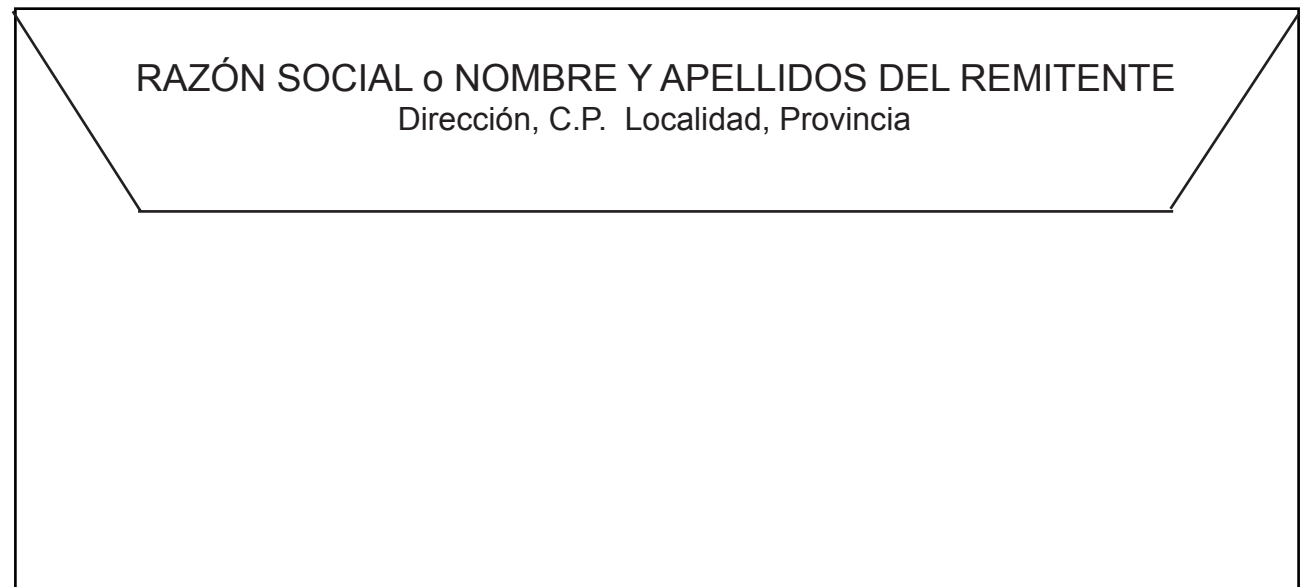 RAZÓN SOCIAL o NOMBRE Y APELLIDOS DEL REMITENTE
Dirección, C.P. Localidad, Provincia